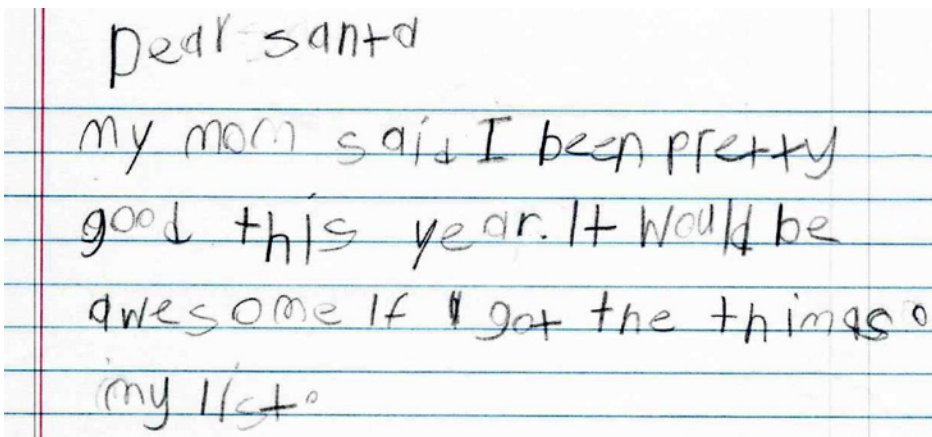 Dear santa
my mom said I been pretty
good this year. It Would be
awesome If I got the things o
my list.